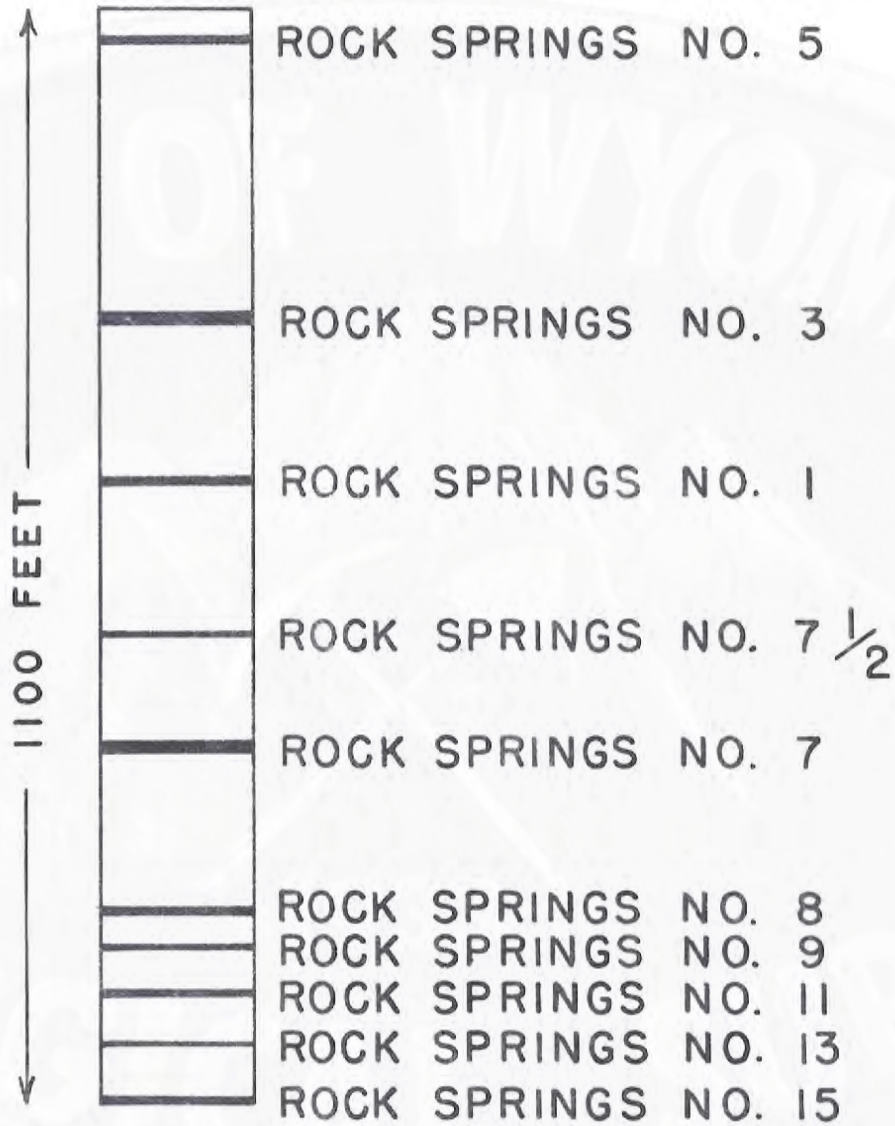 ROCK SPRINGS NO. 5
ROCK SPRINGS NO. 3
ROCK SPRINGS NO. 1
1100 FEET
ROCK SPRINGS NO. 7 1/2
ROCK SPRINGS NO. 7
ROCK SPRINGS NO. 8
ROCK SPRINGS NO. 9
ROCK SPRINGS NO. 11
ROCK SPRINGS NO. 13
ROCK SPRINGS NO. 15